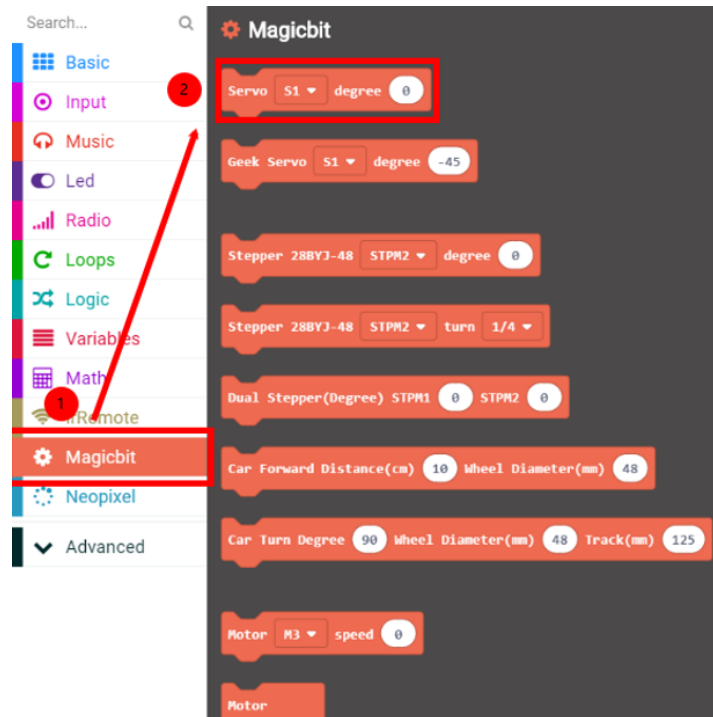 Search...
Basic
Input
Music
Led
Radio
Loops
Logic
Variables
Math
IrRemote
Magicbit
Neopixel
Advanced
1
2
Magicbit
Servo S1 degree 0
Geek Servo S1 degree -45
Stepper 28BYJ-48 STPM2 degree 0
Stepper 28BYJ-48 STPM2 turn 1/4
Dual Stepper(Degree) STPM1 0 STPM2 0
Car Forward Distance(cm) 10 Wheel Diameter(mm) 48
Car Turn Degree 90 Wheel Diameter(mm) 48 Track(mm) 125
Motor M3 speed 0
Motor